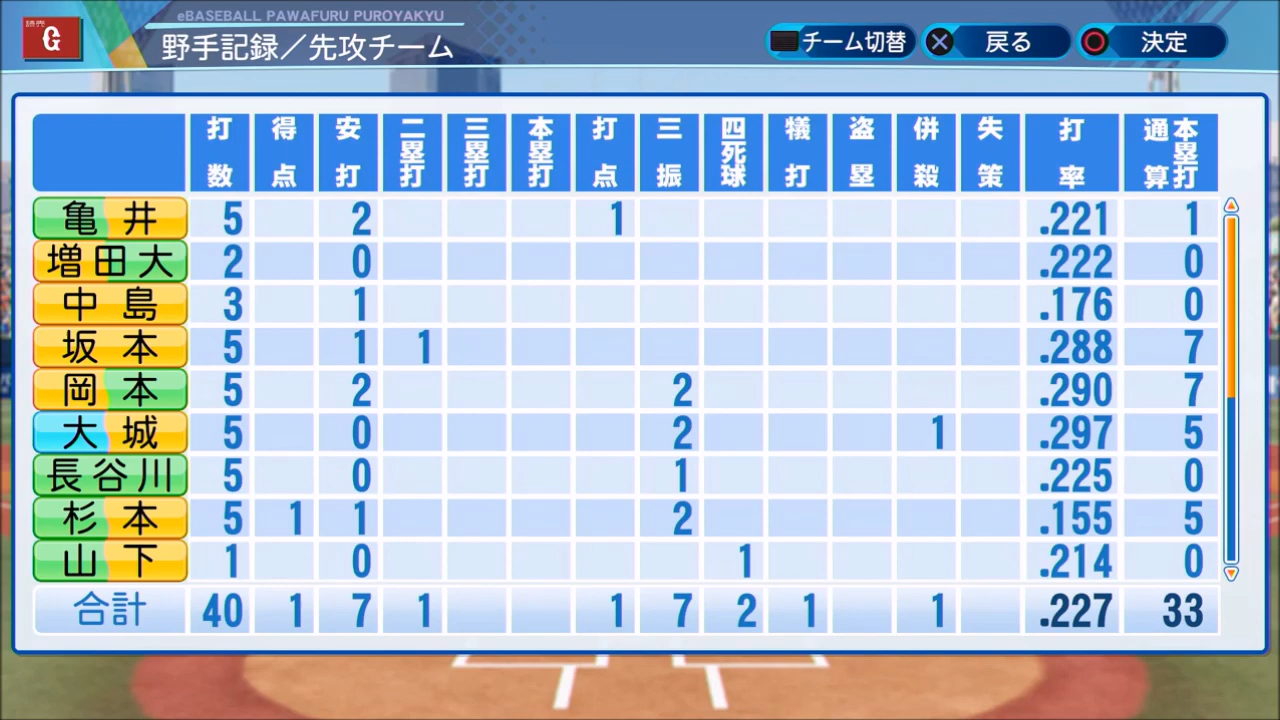 eBASEBALL PAWAFURU PUROYAKYU
読売
G
野手記録／先攻チーム
チーム切替 戻る 決定
打数 得点 安打 二塁打 三塁打 本塁打 打点 三振 四死球 犠打 盗塁 併殺 失策 打率 通算本塁打
亀井 5 2 1 .221 1
増田大 2 0 .222 0
中島 3 1 .176 0
坂本 5 1 1 .288 7
岡本 5 2 2 .290 7
大城 5 0 2 1 .297 5
長谷川 5 0 1 .225 0
杉本 5 1 1 2 .155 5
山下 1 0 1 .214 0
合計 40 1 7 1 1 7 2 1 1 .227 33